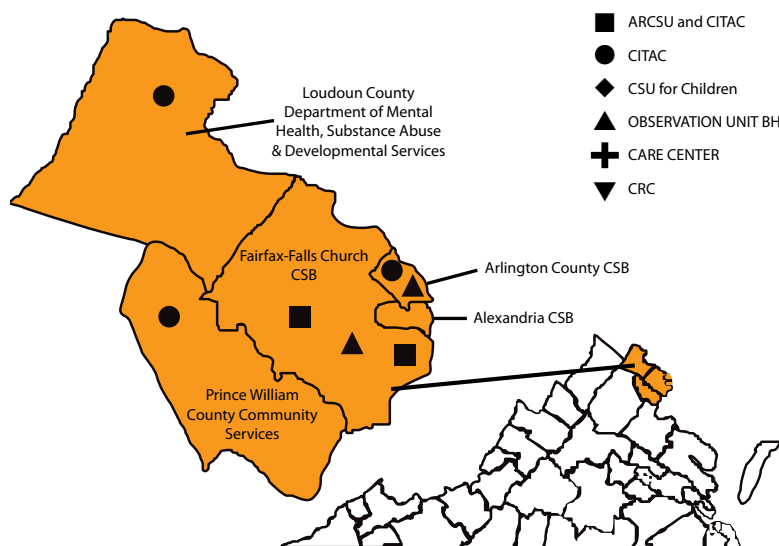 ARCSU and CITAC
CITAC
CSU for Children
OBSERVATION UNIT BH
CARE CENTER
CRC
Loudoun County
Department of Mental
Health, Substance Abuse
& Developmental Services
Fairfax-Falls Church
CSB
Arlington County CSB
Alexandria CSB
Prince William
County Community
Services